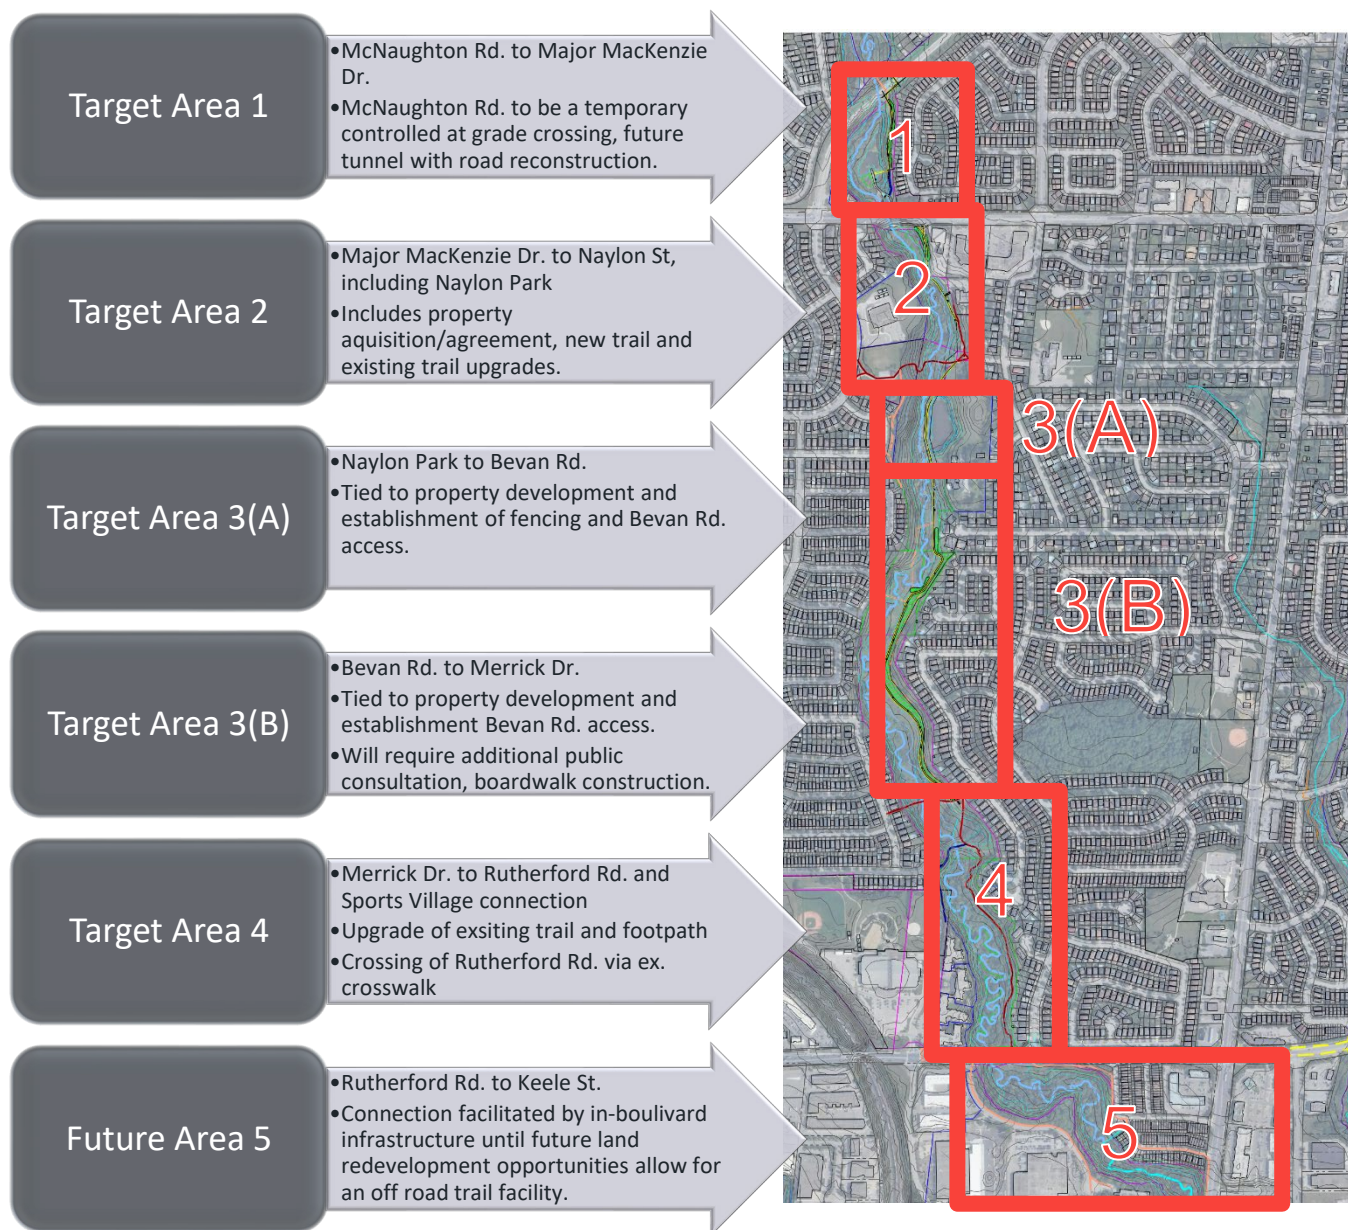 Target Area 1
•McNaughton Rd. to Major MacKenzie
Dr.
•McNaughton Rd. to be a temporary
controlled at grade crossing, future
tunnel with road reconstruction.
Target Area 2
•Major MacKenzie Dr. to Naylon St,
including Naylon Park
•Includes property
aquisition/agreement, new trail and
existing trail upgrades.
Target Area 3(A)
•Naylon Park to Bevan Rd.
•Tied to property development and
establishment of fencing and Bevan Rd.
access.
Target Area 3(B)
•Bevan Rd. to Merrick Dr.
•Tied to property development and
establishment Bevan Rd. access.
•Will require additional public
consultation, boardwalk construction.
Target Area 4
•Merrick Dr. to Rutherford Rd. and
Sports Village connection
•Upgrade of exsiting trail and footpath
•Crossing of Rutherford Rd. via ex.
crosswalk
Future Area 5
•Rutherford Rd. to Keele St.
•Connection facilitated by in-boulivard
infrastructure until future land
redevelopment opportunities allow for
an off road trail facility.
1
2
3(A)
3(B)
4
5